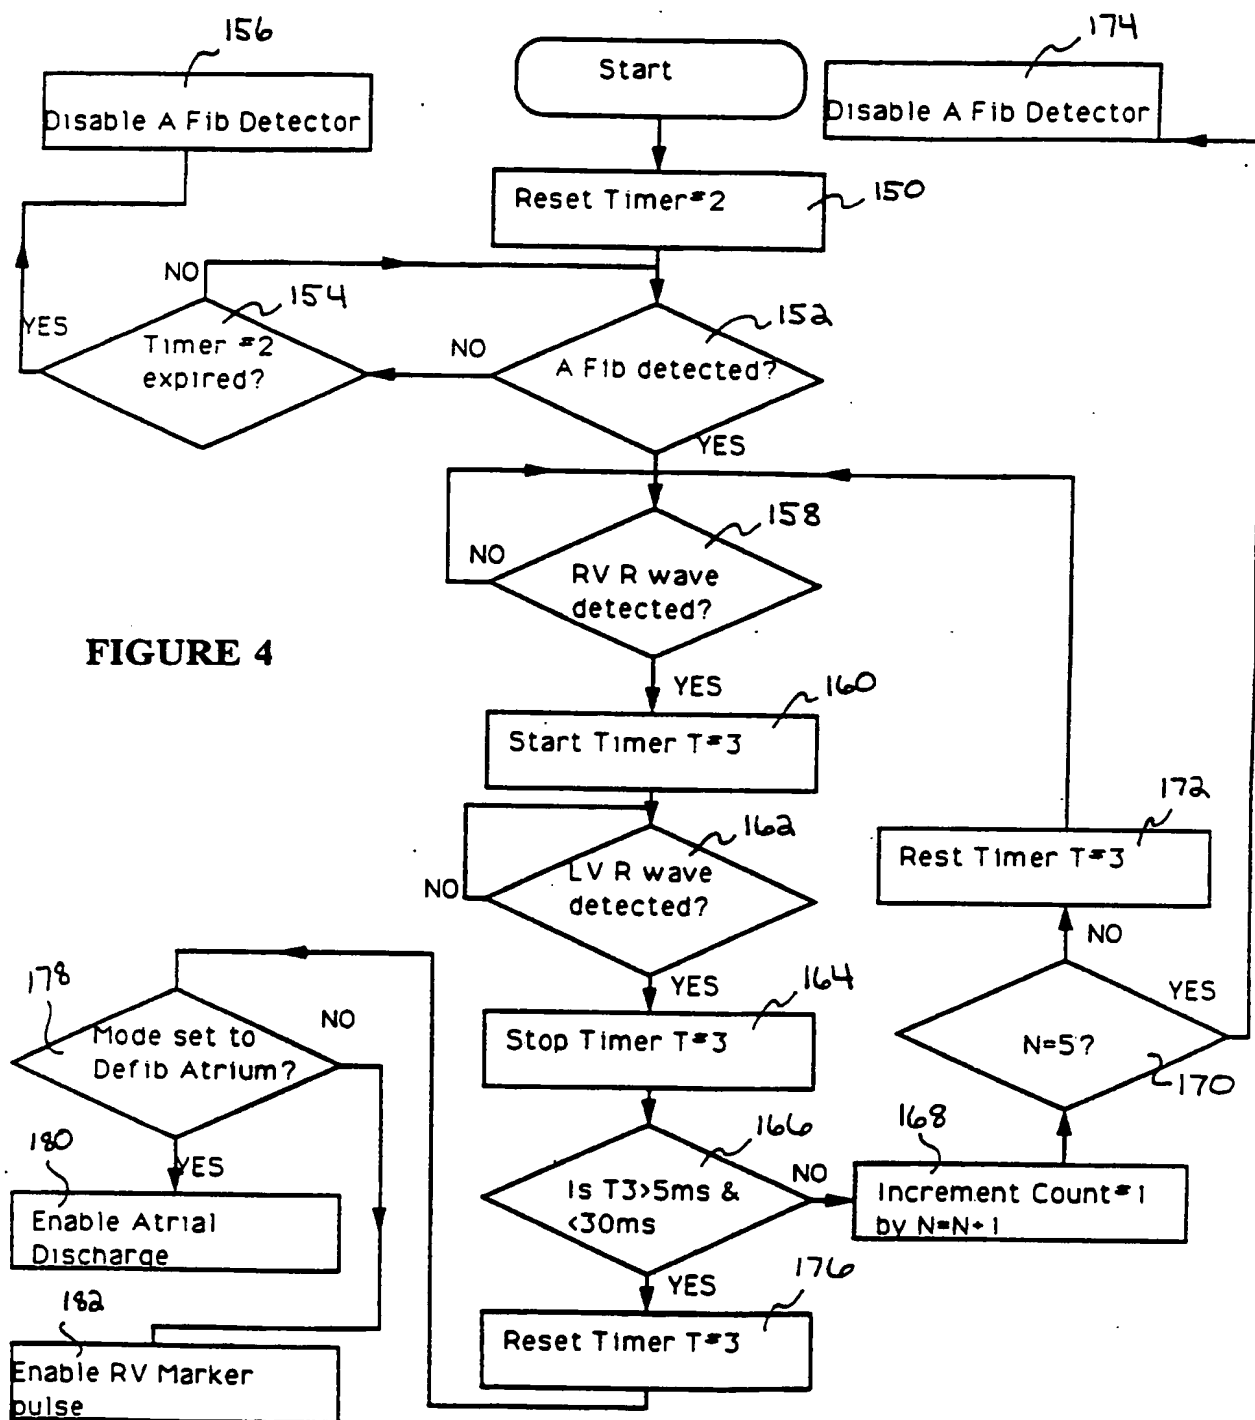 156
Disable A Fib Detector
Start
174
Disable A Fib Detector
Reset Timer#2
150
NO
154
YES
Timer #2
expired?
NO
152
A Fib detected?
YES
158
NO
RV R wave
detected?
FIGURE 4
YES
160
Start Timer T#3
162
NO
LV R wave
detected?
172
Rest Timer T#3
NO
YES
164
Stop Timer T#3
178
Mode set to
Defib Atrium?
NO
YES
N=5?
170
166
Is T3>5ms &
<30ms
NO
168
Increment Count#1
by N=N+1
180
YES
Enable Atrial
Discharge
YES
176
Reset Timer T#3
182
Enable RV Marker
pulse